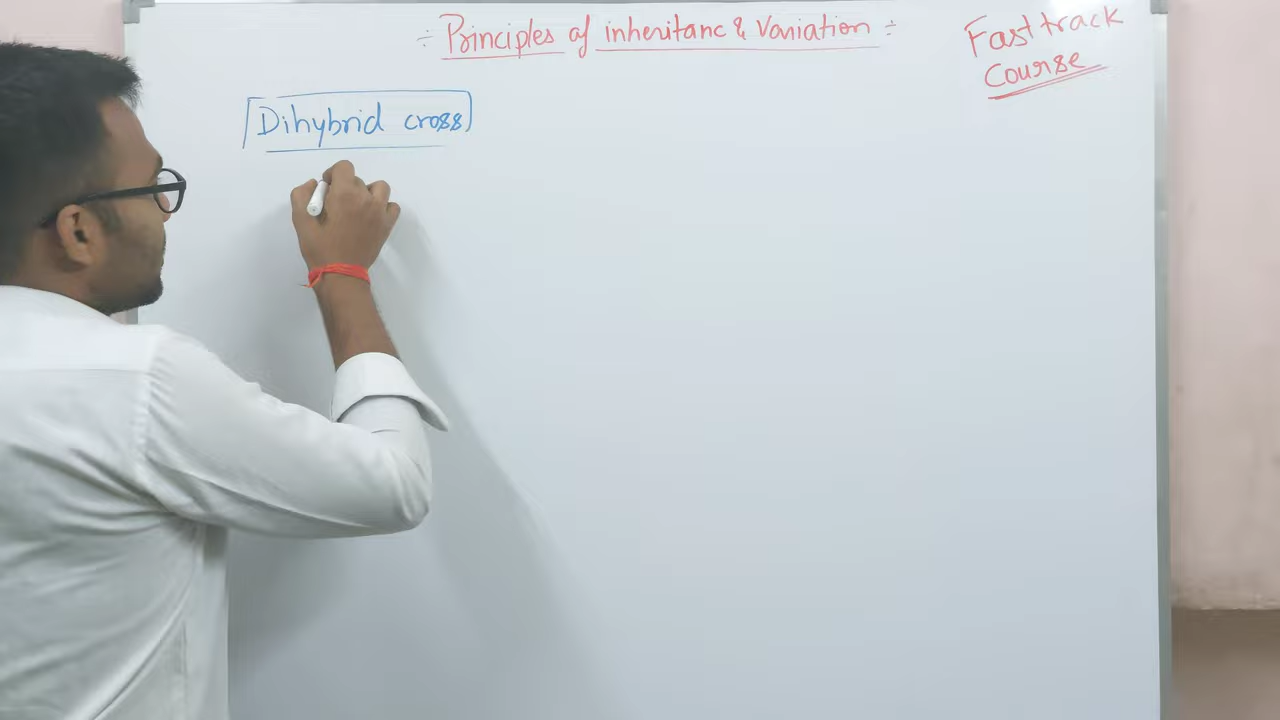 ÷ Principles of inheritanc & Variation ÷
Fast track
Course
Dihybrid cross